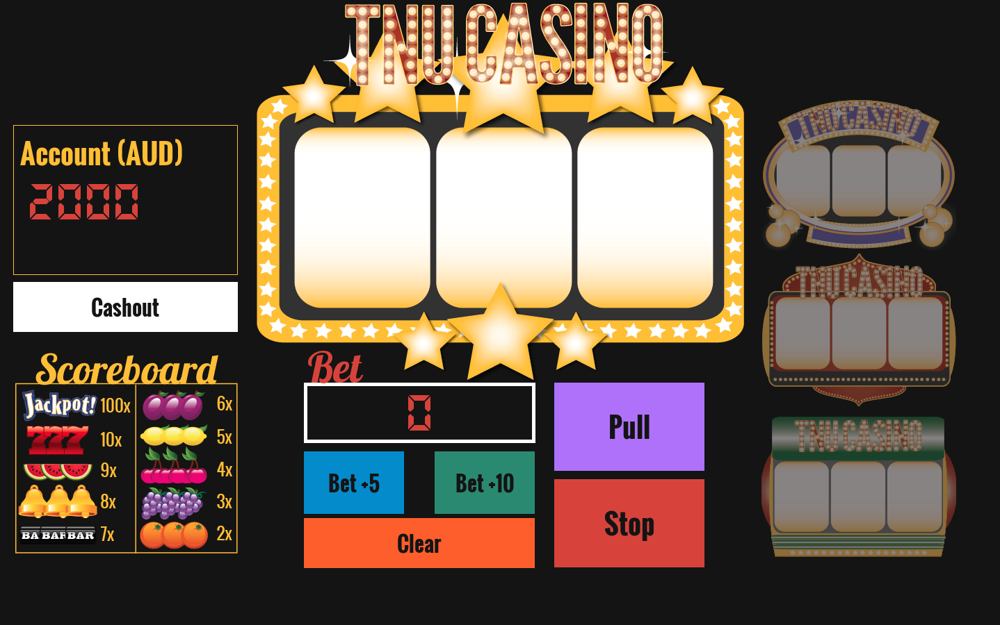 TNU CASINO
Account (AUD)
2000
Cashout
Scoreboard
Jackpot! 100x
777 10x
9x
8x
BA BAR BAR 7x
6x
5x
4x
3x
2x
Bet
0
Bet +5
Bet +10
Clear
Pull
Stop
TNU CASINO
TNU CASINO
TNU CASINO